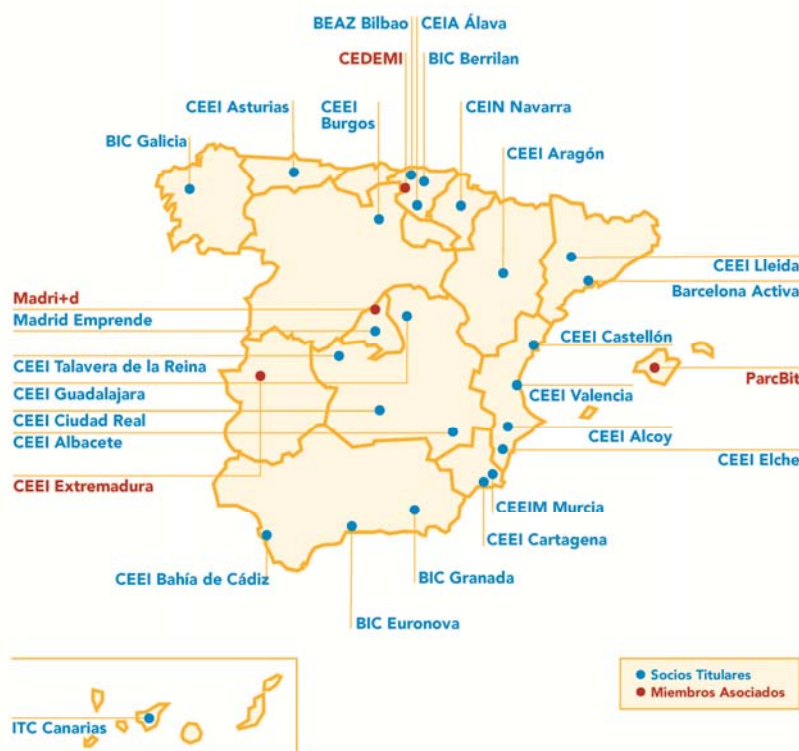 BEAZ Bilbao
CEIA Álava
CEDEMI
BIC Berrilan
CEEI Asturias
CEEI
Burgos
CEIN Navarra
BIC Galicia
CEEI Aragón
CEEI Lleida
Barcelona Activa
Madri+d
Madrid Emprende
CEEI Castellón
CEEI Talavera de la Reina
ParcBit
CEEI Guadalajara
CEEI Valencia
CEEI Ciudad Real
CEEI Albacete
CEEI Alcoy
CEEI Elche
CEEI Extremadura
CEEIM Murcia
CEEI Cartagena
CEEI Bahía de Cádiz
BIC Granada
BIC Euronova
Socios Titulares
Miembros Asociados
ITC Canarias